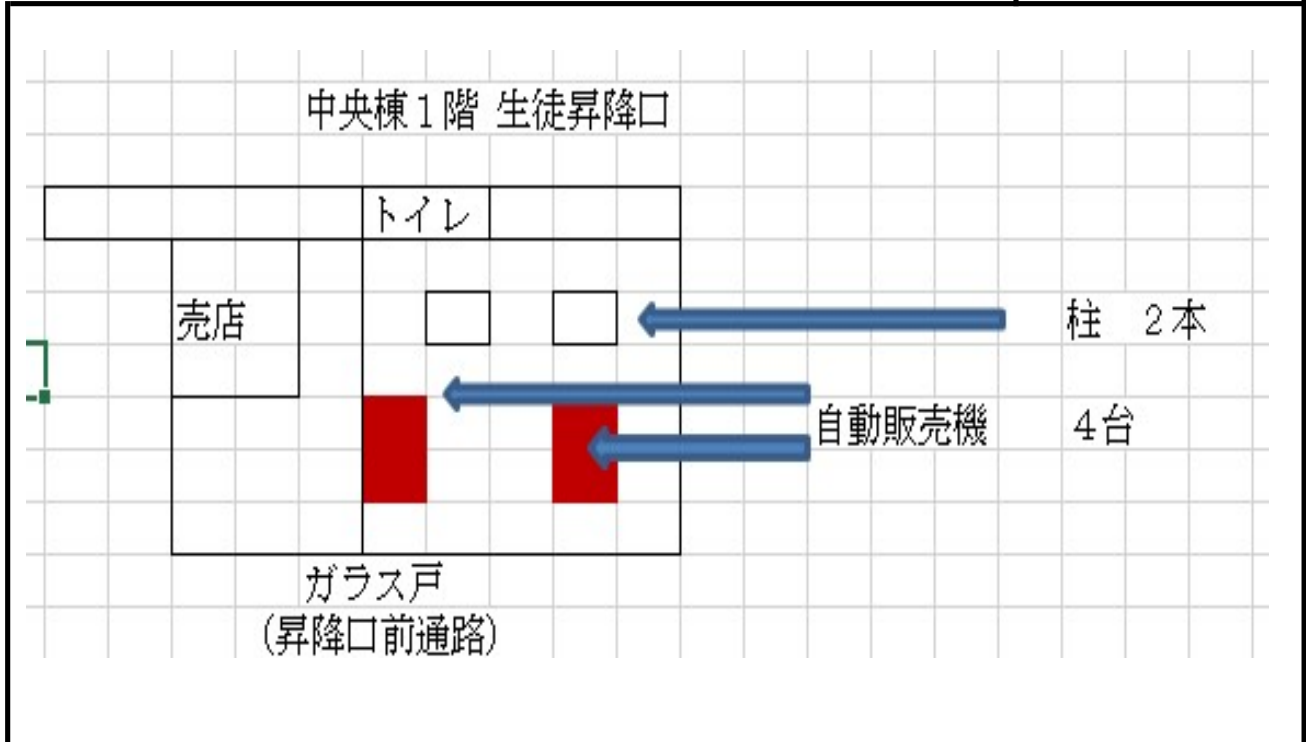 中央棟１階 生徒昇降口
トイレ
売店
柱　２本
自動販売機　　４台
ガラス戸
（昇降口前通路）